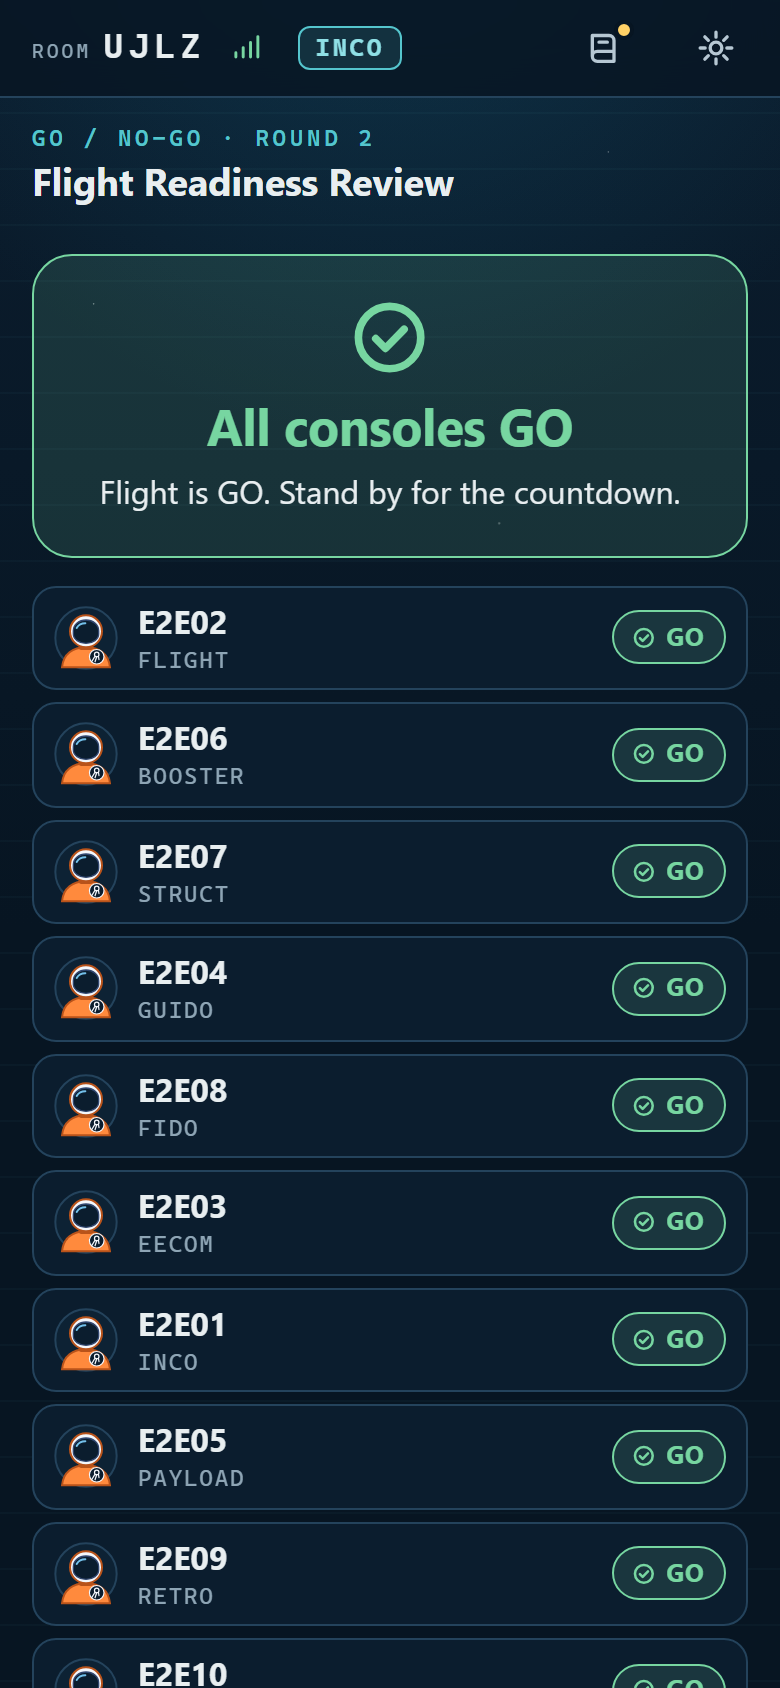 ROOM UJLZ INCO
GO / NO-GO · ROUND 2
Flight Readiness Review
All consoles GO
Flight is GO. Stand by for the countdown.
E2E02
FLIGHT
GO
E2E06
BOOSTER
GO
E2E07
STRUCT
GO
E2E04
GUIDO
GO
E2E08
FIDO
GO
E2E03
EECOM
GO
E2E01
INCO
GO
E2E05
PAYLOAD
GO
E2E09
RETRO
GO
E2E10
GO